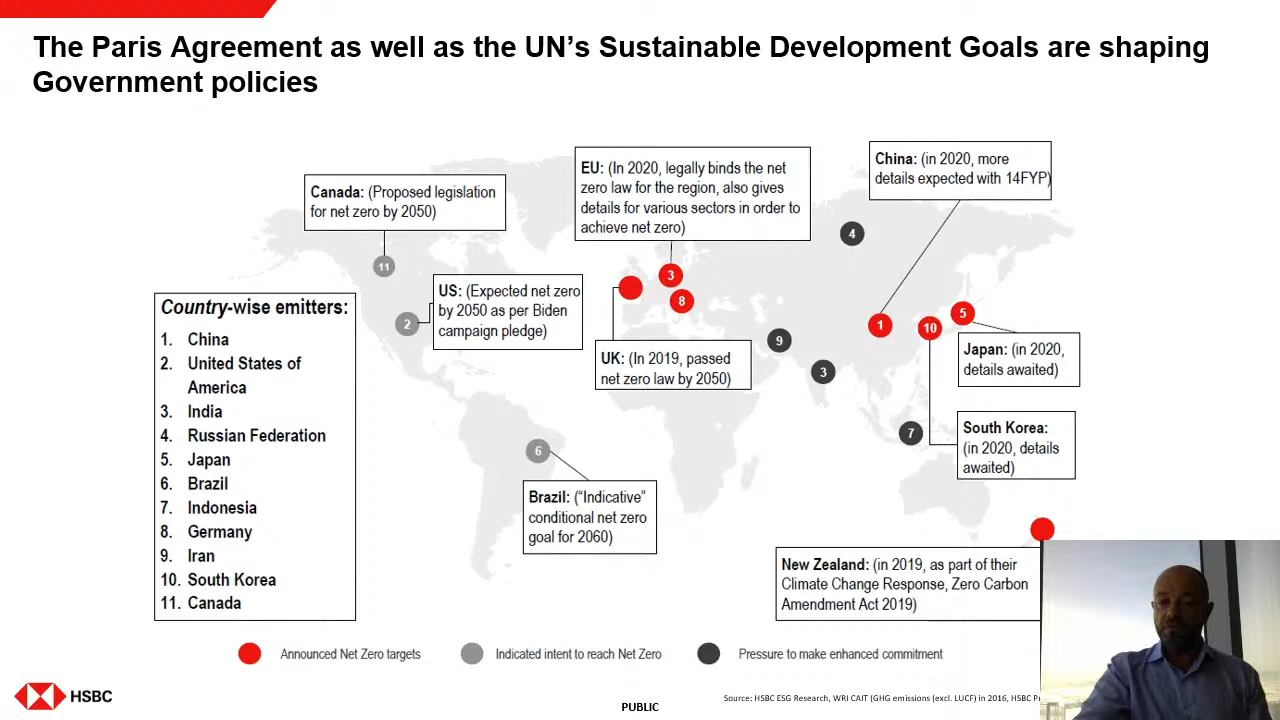 The Paris Agreement as well as the UN’s Sustainable Development Goals are shaping
Government policies
Canada: (Proposed legislation
for net zero by 2050)
EU: (In 2020, legally binds the net
zero law for the region, also gives
details for various sectors in order to
achieve net zero)
China: (in 2020, more
details expected with 14FYP)
4
11
3
8
US: (Expected net zero
by 2050 as per Biden
campaign pledge)
2
1
10
5
9
3
UK: (In 2019, passed
net zero law by 2050)
Japan: (in 2020,
details awaited)
Country-wise emitters:
1. China
2. United States of
America
3. India
4. Russian Federation
5. Japan
6. Brazil
7. Indonesia
8. Germany
9. Iran
10. South Korea
11. Canada
7
South Korea:
(in 2020, details
awaited)
6
Brazil: (“Indicative”
conditional net zero
goal for 2060)
New Zealand: (in 2019, as part of their
Climate Change Response, Zero Carbon
Amendment Act 2019)
Announced Net Zero targets
Indicated intent to reach Net Zero
Pressure to make enhanced commitment
HSBC
PUBLIC
Source: HSBC ESG Research, WRI CAIT (GHG emissions (excl. LUCF) in 2016, HSBC